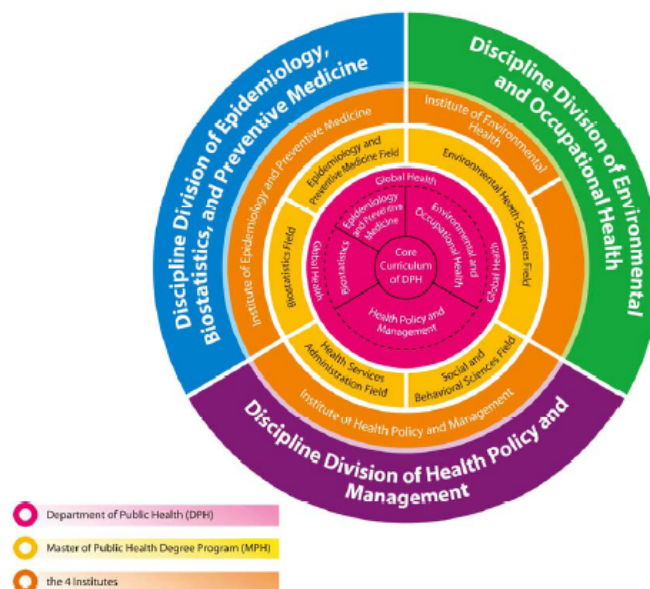 Discipline Division of Epidemiology,
Biostatistics, and Preventive Medicine
Discipline Division of Environmental
and Occupational Health
Discipline Division of Health Policy and
Management
Institute of Epidemiology and Preventive Medicine
Institute of Environmental
Health
Institute of Health Policy and Management
Epidemiology and
Preventive Medicine Field
Environmental Health Sciences Field
Biostatistics Field
Health Services
Administration Field
Social and
Behavioral Sciences Field
Global Health
Global Health
Global Health
Epidemiology
and Preventive
Medicine
Environmental and
Occupational Health
Biostatistics
Health Policy and
Management
Core
Curriculum
of DPH
Department of Public Health (DPH)
Master of Public Health Degree Program (MPH)
the 4 Institutes